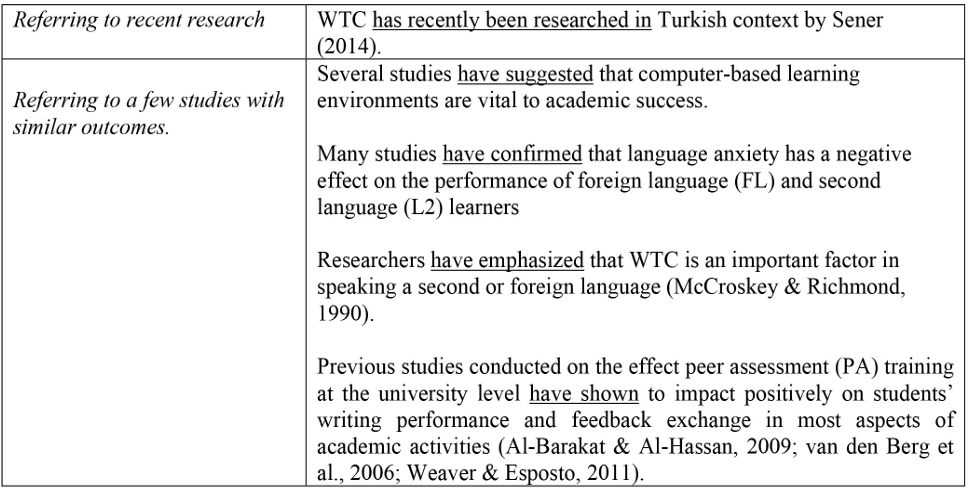 Referring to recent research
WTC has recently been researched in Turkish context by Sener
(2014).
Referring to a few studies with
similar outcomes.
Several studies have suggested that computer-based learning
environments are vital to academic success.
Many studies have confirmed that language anxiety has a negative
effect on the performance of foreign language (FL) and second
language (L2) learners
Researchers have emphasized that WTC is an important factor in
speaking a second or foreign language (McCroskey & Richmond,
1990).
Previous studies conducted on the effect peer assessment (PA) training
at the university level have shown to impact positively on students’
writing performance and feedback exchange in most aspects of
academic activities (Al-Barakat & Al-Hassan, 2009; van den Berg et
al., 2006; Weaver & Esposto, 2011).